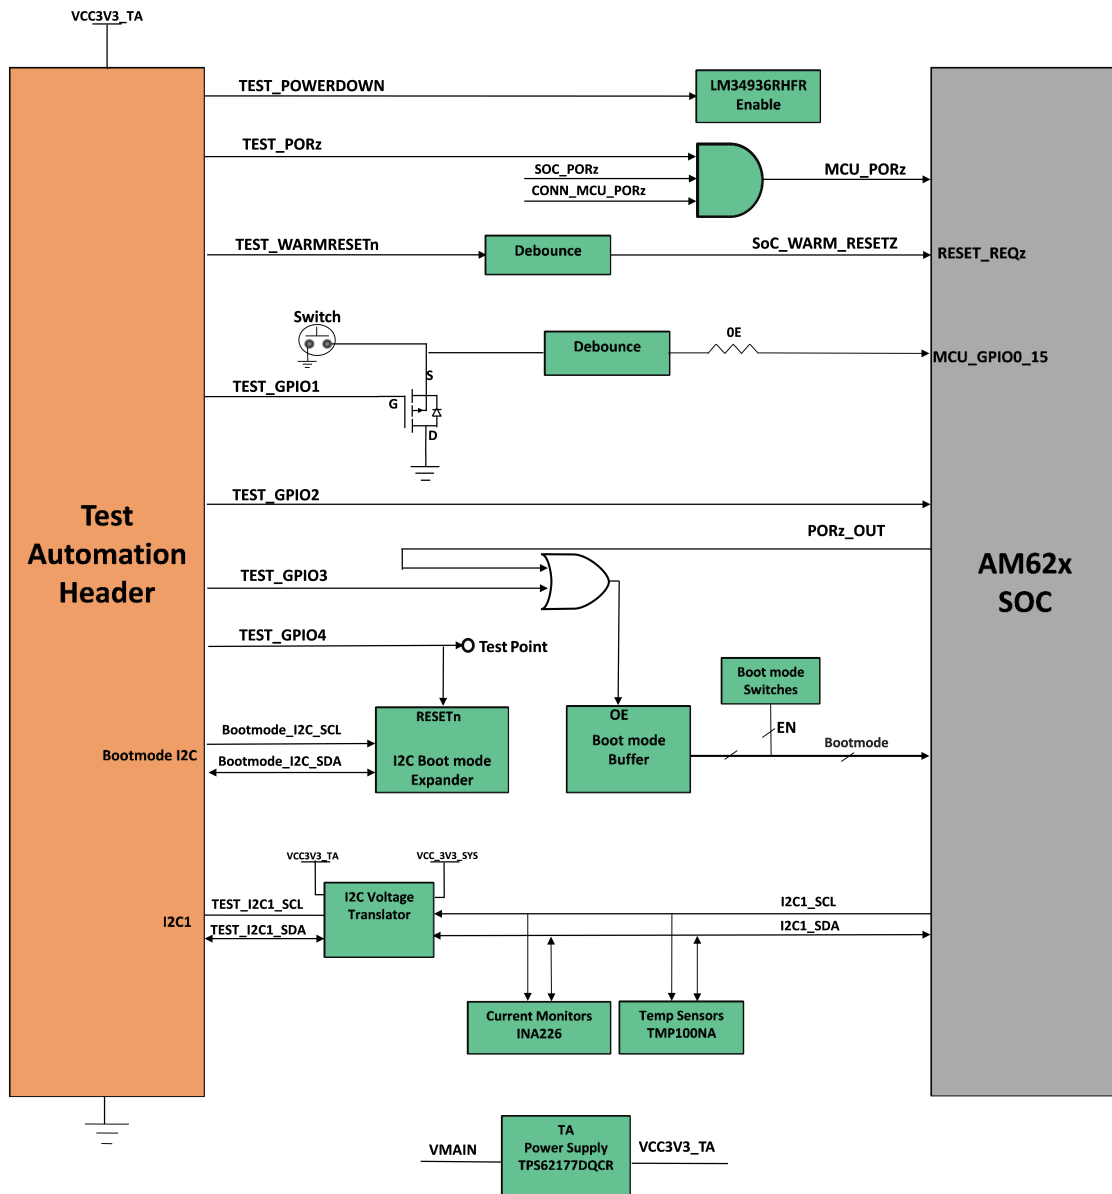 VCC3V3_TA
TEST_POWERDOWN
LM34936RHFR
Enable
TEST_PORz
SOC_PORz
CONN_MCU_PORz
MCU_PORz
TEST_WARMRESETn
Debounce
SoC_WARM_RESETZ
RESET_REQz
Switch
Debounce
0E
MCU_GPIO0_15
TEST_GPIO1
S
G
D
TEST_GPIO2
Test
Automation
Header
PORz_OUT
AM62x
SOC
TEST_GPIO3
TEST_GPIO4
Test Point
Boot mode
Switches
RESETn
I2C Boot mode
Expander
OE
Boot mode
Buffer
EN
Bootmode
Bootmode I2C
Bootmode_I2C_SCL
Bootmode_I2C_SDA
VCC3V3_TA
VCC_3V3_SYS
I2C Voltage
Translator
I2C1
TEST_I2C1_SCL
TEST_I2C1_SDA
I2C1_SCL
I2C1_SDA
Current Monitors
INA226
Temp Sensors
TMP100NA
VMAIN
TA
Power Supply
TPS62177DQCR
VCC3V3_TA